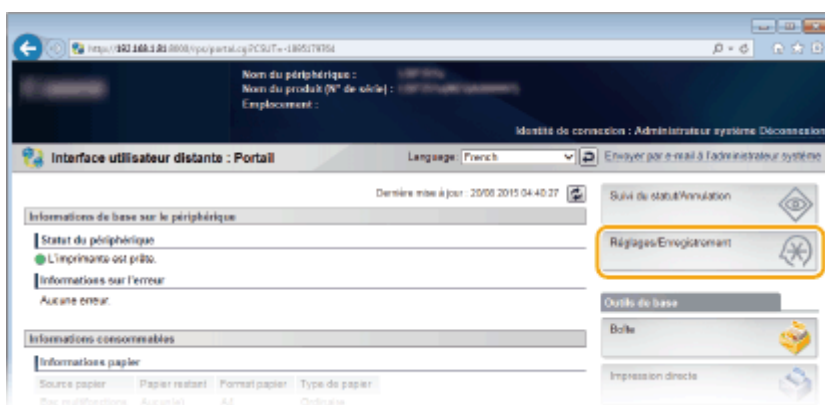 Nom du périphérique :
Nom du produit (N° de série) :
Emplacement :
Identité de connexion : Administrateur système Déconnexion
Interface utilisateur distante : Portail
Language: French
Envoyer par e-mail à l'administrateur système
Dernière mise à jour : 20/08 2015 04:40:27
Suivi du statut/Annulation
Informations de base sur le périphérique
Statut du périphérique
Réglages/Enregistrement
L'imprimante est prête.
Informations sur l'erreur
Aucune erreur.
Outils de base
Boîte
Informations consommables
Informations papier
Impression directe
Source papier Papier restant Format papier Type de papier